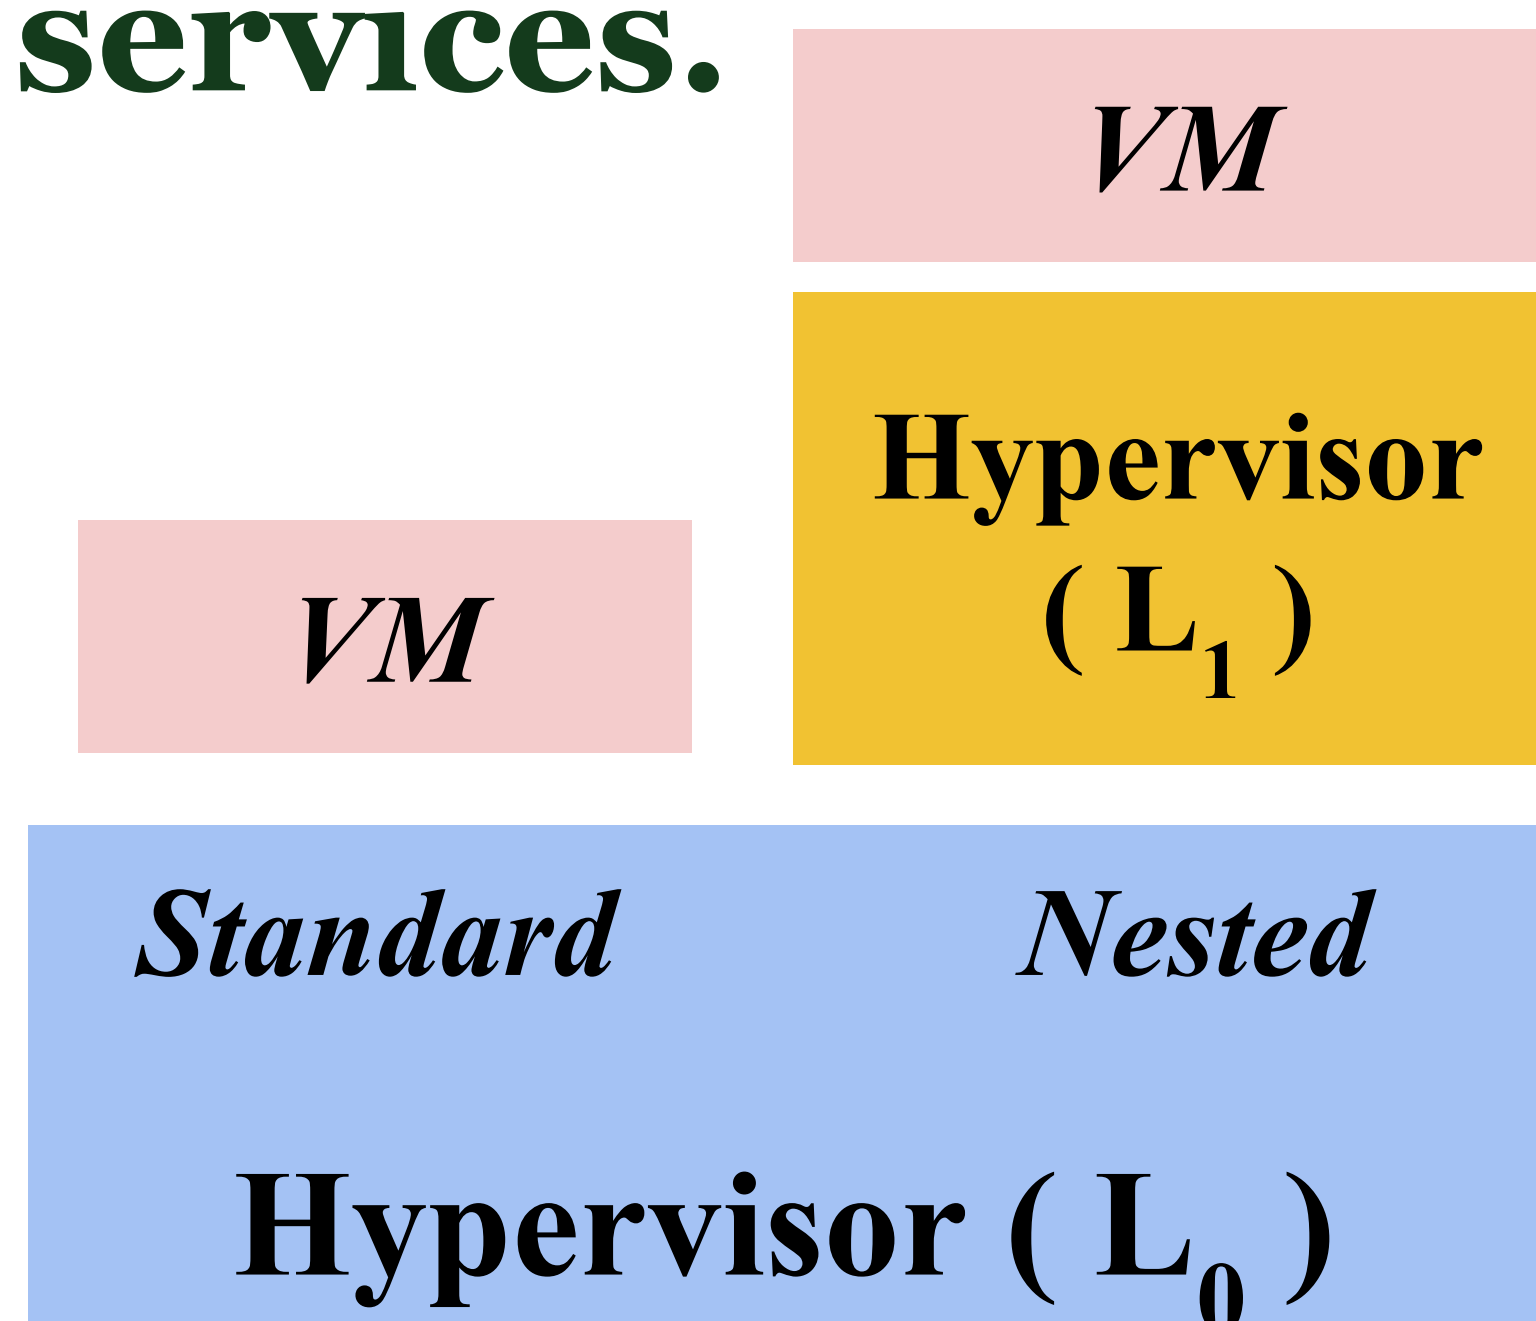 services.
VM
Hypervisor
( L₁ )
VM
Standard Nested
Hypervisor ( L₀ )